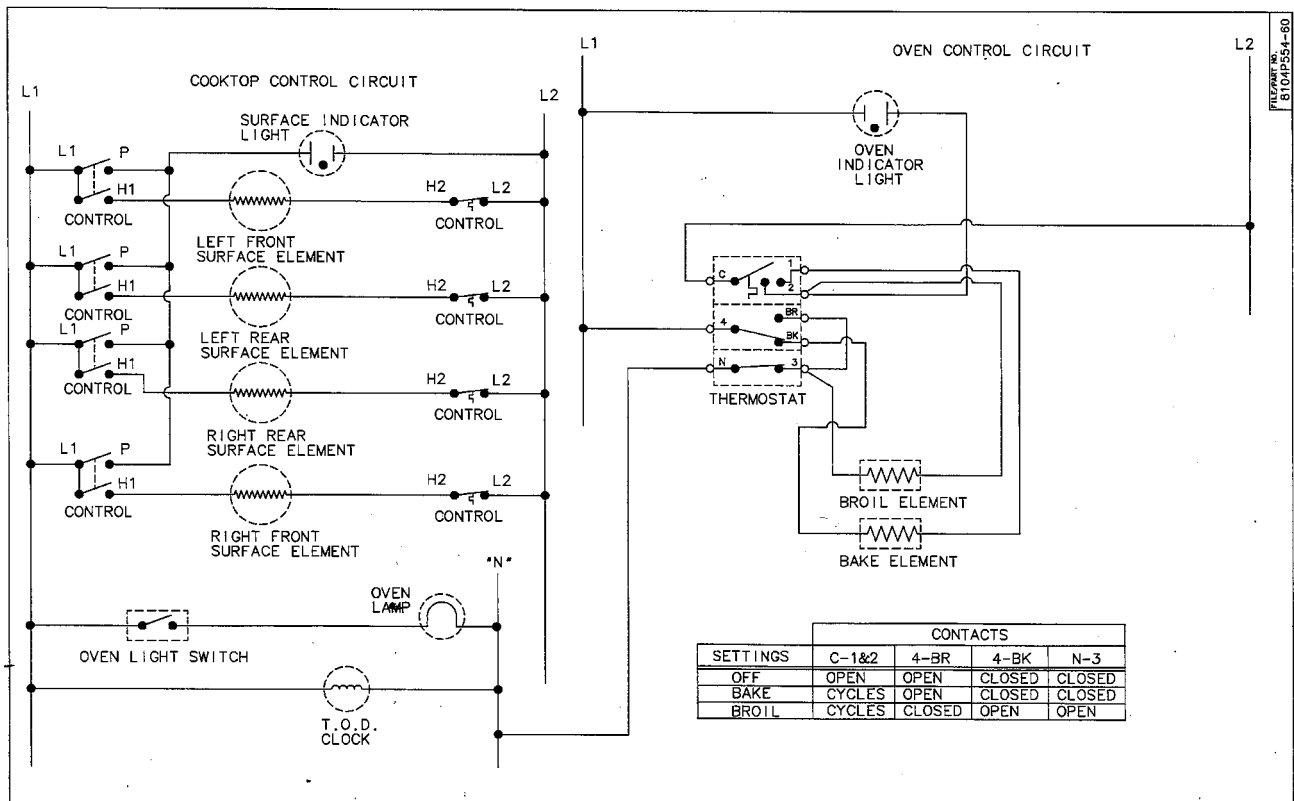 FILE/PART NO.
8104P554-60
COOKTOP CONTROL CIRCUIT
L1
L2
SURFACE INDICATOR
LIGHT
L1 P
H1
CONTROL
H2 L2
CONTROL
LEFT FRONT
SURFACE ELEMENT
L1 P
H1
CONTROL
H2 L2
CONTROL
LEFT REAR
SURFACE ELEMENT
L1 P
H1
CONTROL
H2 L2
CONTROL
RIGHT REAR
SURFACE ELEMENT
L1 P
H1
CONTROL
H2 L2
CONTROL
RIGHT FRONT
SURFACE ELEMENT
"N"
OVEN
LAMP
OVEN LIGHT SWITCH
T.O.D.
CLOCK
L1
OVEN CONTROL CIRCUIT
L2
OVEN
INDICATOR
LIGHT
C 1
2
BR
4
BK
N 3
THERMOSTAT
BROIL ELEMENT
BAKE ELEMENT
CONTACTS
SETTINGS C-1&2 4-BR 4-BK N-3
OFF OPEN OPEN CLOSED CLOSED
BAKE CYCLES OPEN CLOSED CLOSED
BROIL CYCLES CLOSED OPEN OPEN